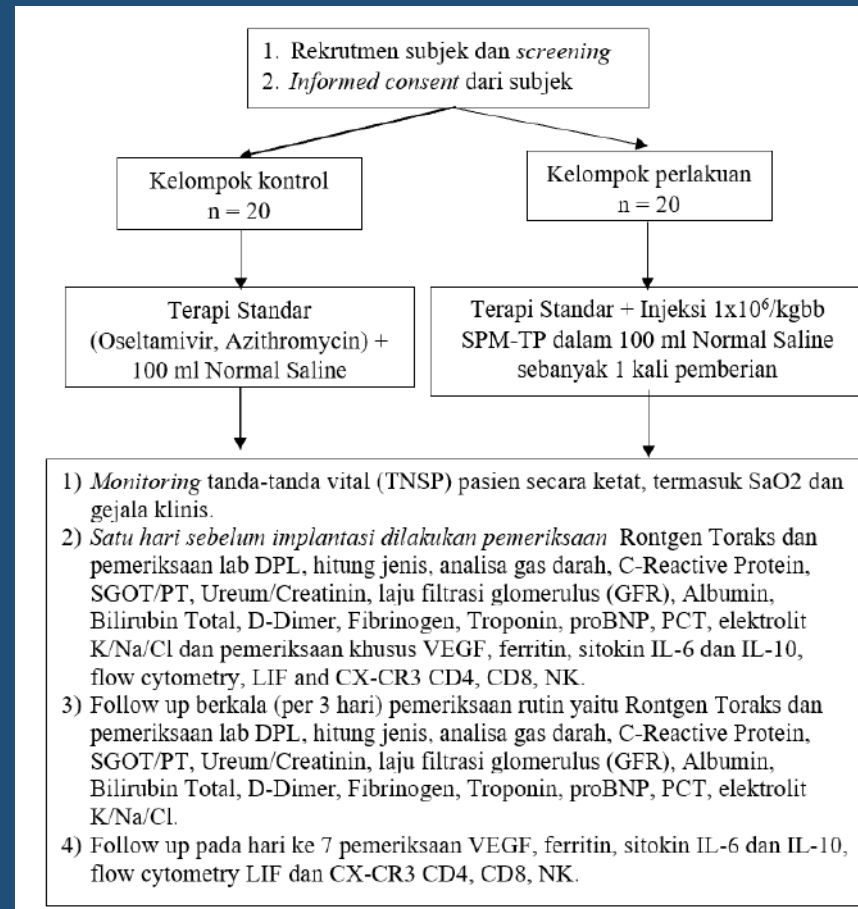 1. Rekrutmen subjek dan screening
2. Informed consent dari subjek
Kelompok kontrol
n = 20
Kelompok perlakuan
n = 20
Terapi Standar
(Oseltamivir, Azithromycin) +
100 ml Normal Saline
Terapi Standar + Injeksi 1x10⁶/kgbb
SPM-TP dalam 100 ml Normal Saline
sebanyak 1 kali pemberian
1) Monitoring tanda-tanda vital (TNSP) pasien secara ketat, termasuk SaO2 dan
gejala klinis.
2) Satu hari sebelum implantasi dilakukan pemeriksaan Rontgen Toraks dan
pemeriksaan lab DPL, hitung jenis, analisa gas darah, C-Reactive Protein,
SGOT/PT, Ureum/Creatinin, laju filtrasi glomerulus (GFR), Albumin,
Bilirubin Total, D-Dimer, Fibrinogen, Troponin, proBNP, PCT, elektrolit
K/Na/Cl dan pemeriksaan khusus VEGF, ferritin, sitokin IL-6 dan IL-10,
flow cytometry, LIF and CX-CR3 CD4, CD8, NK.
3) Follow up berkala (per 3 hari) pemeriksaan rutin yaitu Rontgen Toraks dan
pemeriksaan lab DPL, hitung jenis, analisa gas darah, C-Reactive Protein,
SGOT/PT, Ureum/Creatinin, laju filtrasi glomerulus (GFR), Albumin,
Bilirubin Total, D-Dimer, Fibrinogen, Troponin, proBNP, PCT, elektrolit
K/Na/Cl.
4) Follow up pada hari ke 7 pemeriksaan VEGF, ferritin, sitokin IL-6 dan IL-10,
flow cytometry LIF dan CX-CR3 CD4, CD8, NK.